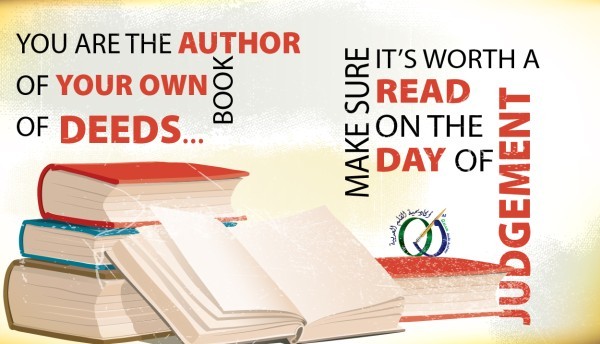 YOU ARE THE AUTHOR
OF YOUR OWN
BOOK
OF DEEDS...
MAKE SURE
IT'S WORTH A
READ
ON THE
DAY OF
JUDGEMENT